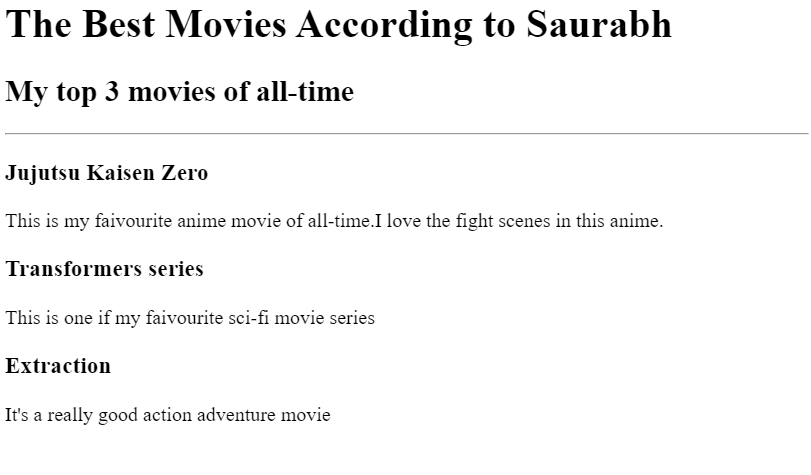 The Best Movies According to Saurabh
My top 3 movies of all-time
Jujutsu Kaisen Zero
This is my faivourite anime movie of all-time.I love the fight scenes in this anime.
Transformers series
This is one if my faivourite sci-fi movie series
Extraction
It's a really good action adventure movie